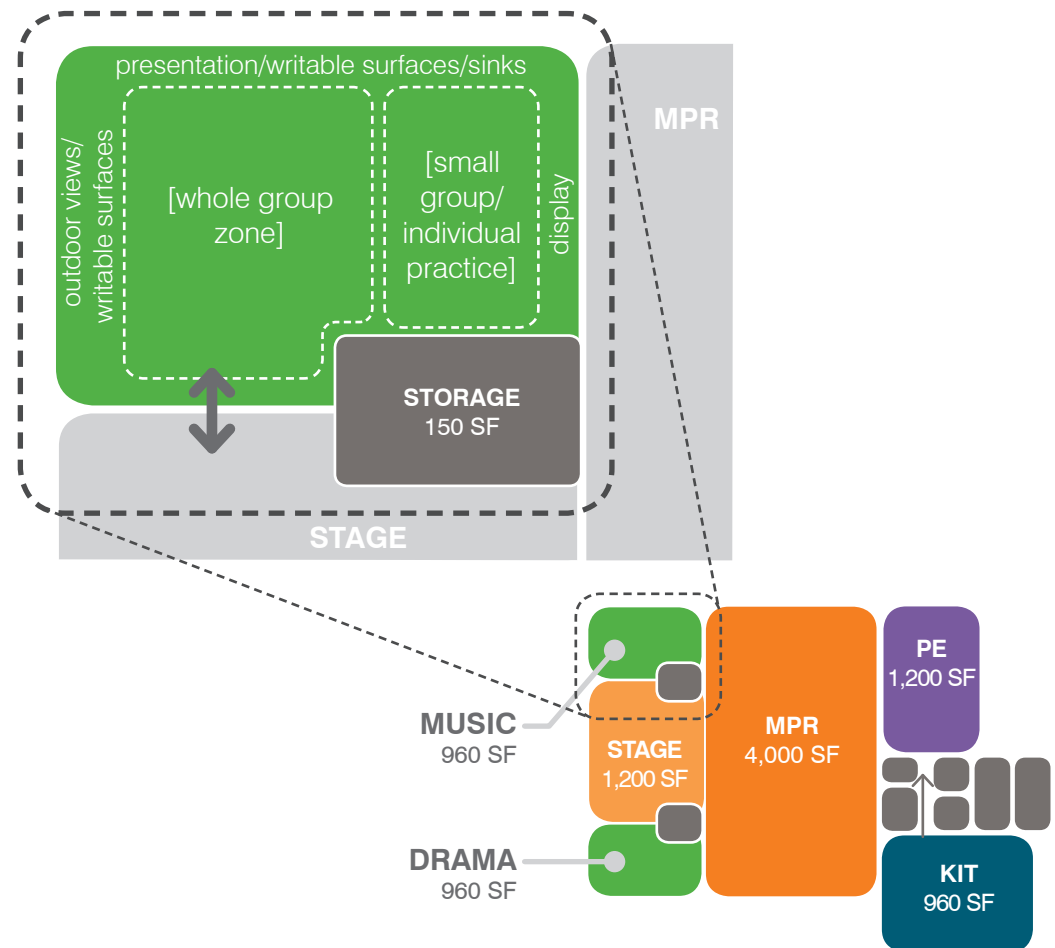 presentation/writable surfaces/sinks
outdoor views/
writable surfaces
[whole group
zone]
[small
group/
individual
practice]
display
MPR
STORAGE
150 SF
STAGE
PE
1,200 SF
MUSIC
960 SF
STAGE
1,200 SF
MPR
4,000 SF
DRAMA
960 SF
KIT
960 SF